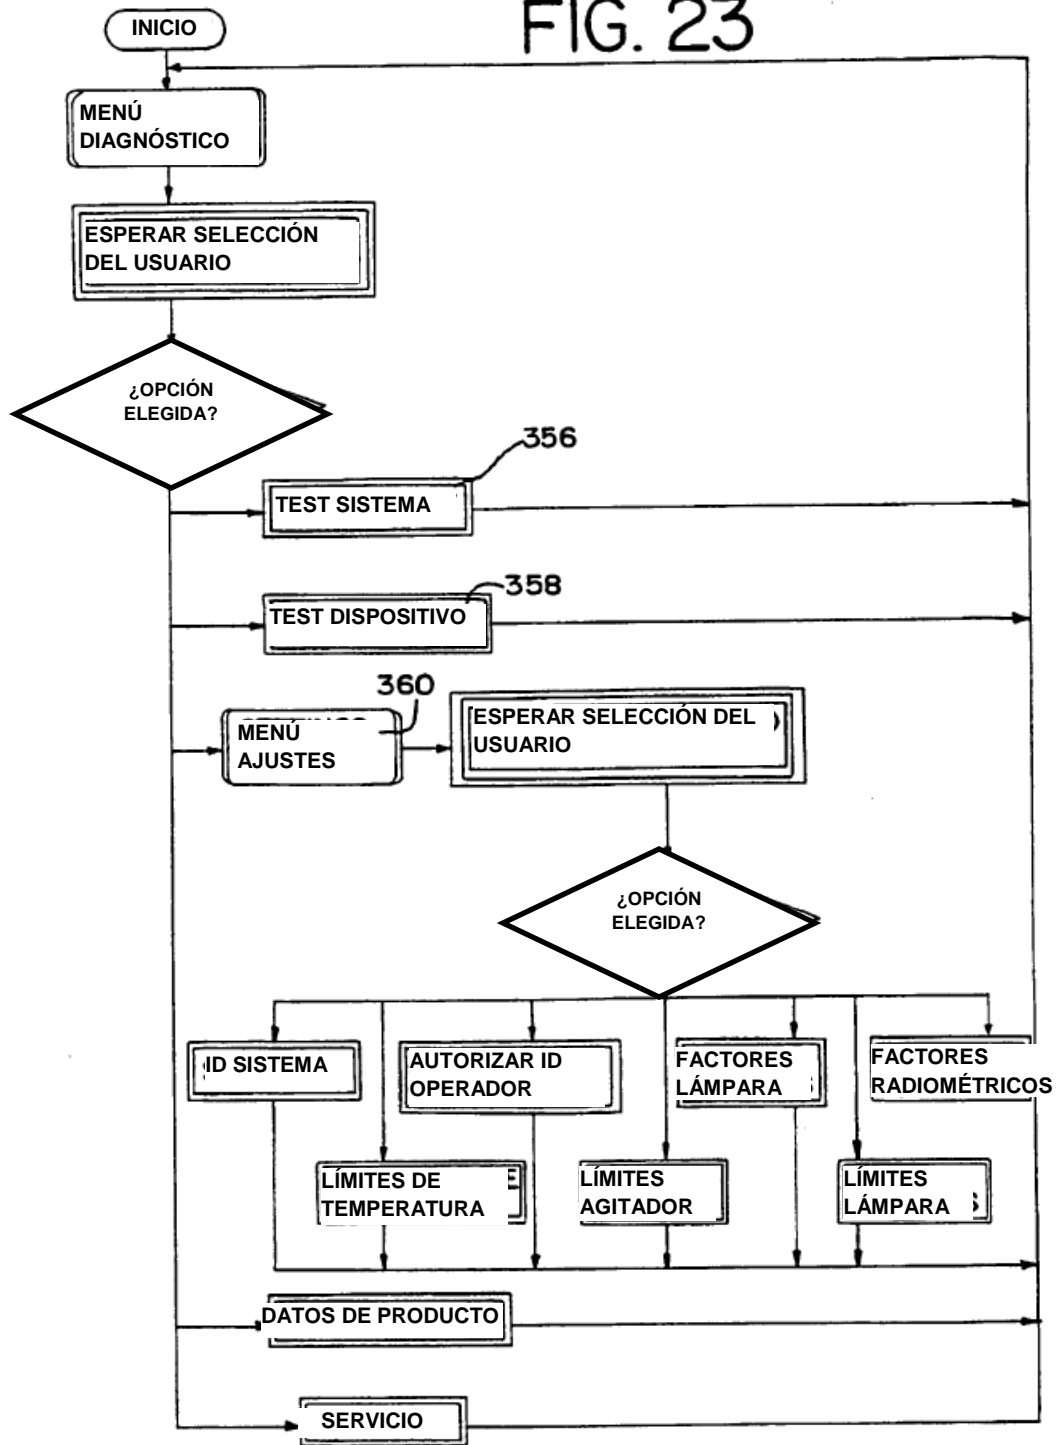 FIG. 23
INICIO
MENÚ
DIAGNÓSTICO
ESPERAR SELECCIÓN
DEL USUARIO
¿OPCIÓN
ELEGIDA?
356
TEST SISTEMA
358
TEST DISPOSITIVO
360
MENÚ
AJUSTES
ESPERAR SELECCIÓN DEL
USUARIO
¿OPCIÓN
ELEGIDA?
ID SISTEMA
AUTORIZAR ID
OPERADOR
FACTORES
LÁMPARA
FACTORES
RADIOMÉTRICOS
LÍMITES DE
TEMPERATURA
LÍMITES
AGITADOR
LÍMITES
LÁMPARA
DATOS DE PRODUCTO
SERVICIO